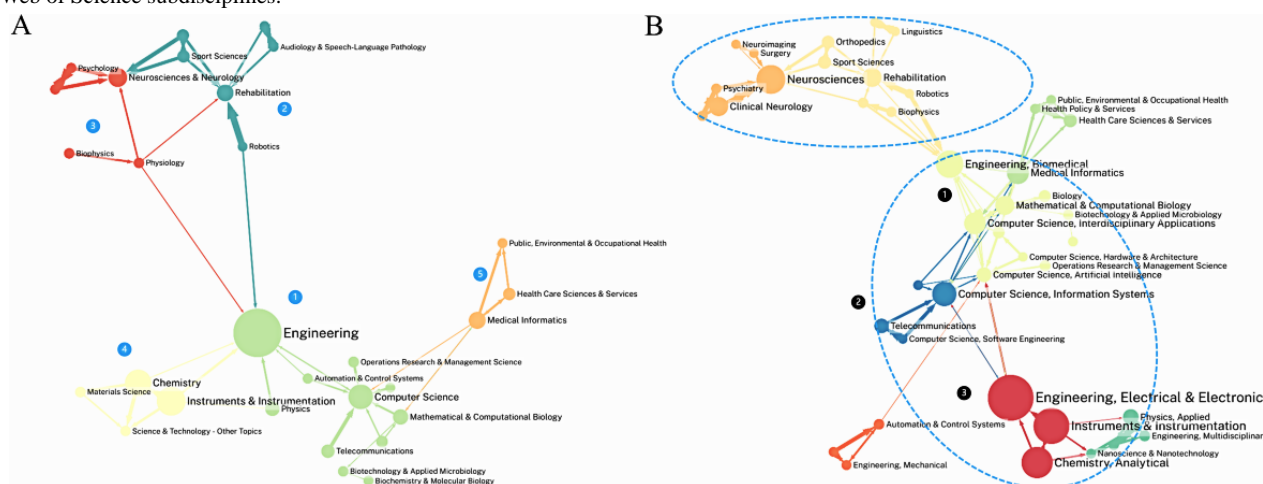 Web of Science subdisciplines.
A
Audiology & Speech-Language Pathology
Sport Sciences
Psychology
Neurosciences & Neurology
Rehabilitation
2
3
Robotics
Biophysics
Physiology
Public, Environmental & Occupational Health
5
Health Care Sciences & Services
1
Medical Informatics
Engineering
4
Operations Research & Management Science
Chemistry
Automation & Control Systems
Materials Science
Computer Science
Instruments & Instrumentation
Physics
Mathematical & Computational Biology
Science & Technology - Other Topics
Telecommunications
Biotechnology & Applied Microbiology
Biochemistry & Molecular Biology
B
Linguistics
Neuroimaging
Orthopedics
Surgery
Sport Sciences
Neurosciences
Rehabilitation
Psychiatry
Robotics
Clinical Neurology
Biophysics
Public, Environmental & Occupational Health
Health Policy & Services
Health Care Sciences & Services
Engineering, Biomedical
Medical Informatics
1
Biology
Mathematical & Computational Biology
Biotechnology & Applied Microbiology
Computer Science, Interdisciplinary Applications
Computer Science, Hardware & Architecture
Operations Research & Management Science
Computer Science, Artificial Intelligence
2
Computer Science, Information Systems
Telecommunications
Computer Science, Software Engineering
3
Engineering, Electrical & Electronic
Physics, Applied
Automation & Control Systems
Instruments & Instrumentation
Engineering, Multidisciplinar
Nanoscience & Nanotechnology
Engineering, Mechanical
Chemistry, Analytical